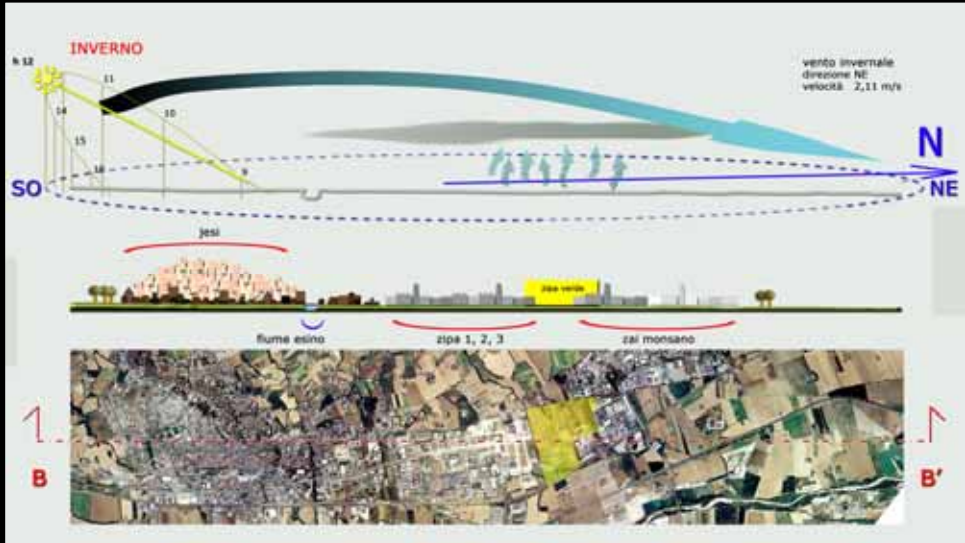 INVERNO
h 12
11
14
10
15
16
9
vento invernale
direzione NE
velocità 2,11 m/s
N
SO
NE
jesi
zipa verde
fiume esino
zipa 1, 2, 3
zai monsano
B
B'